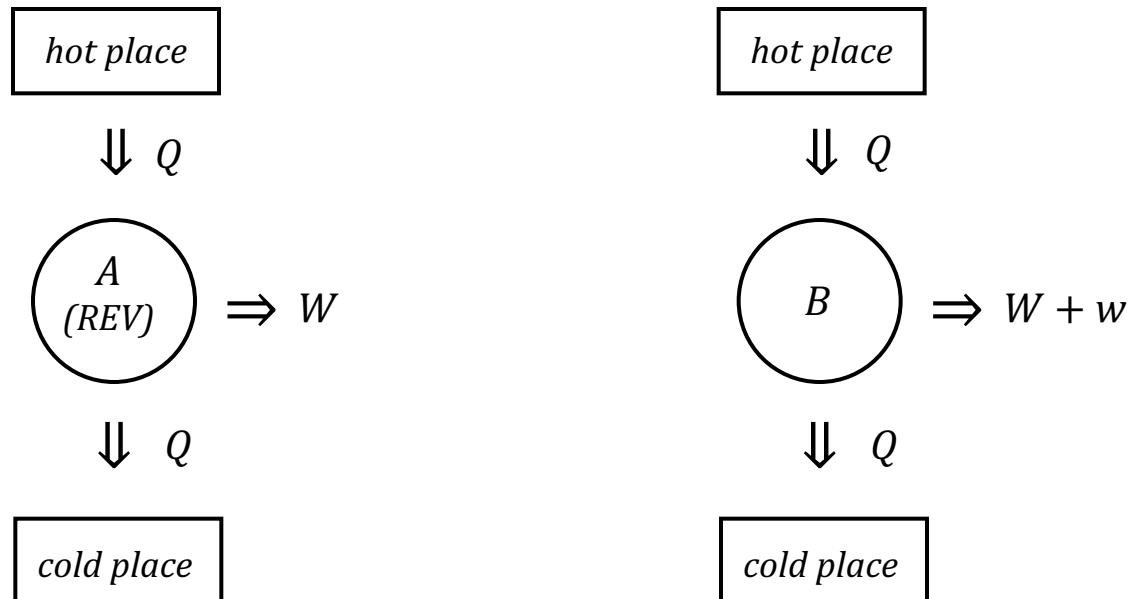 hot place
⇓ Q
A
(REV)
⇒ W
⇓ Q
cold place
hot place
⇓ Q
B
⇒ W + w
⇓ Q
cold place